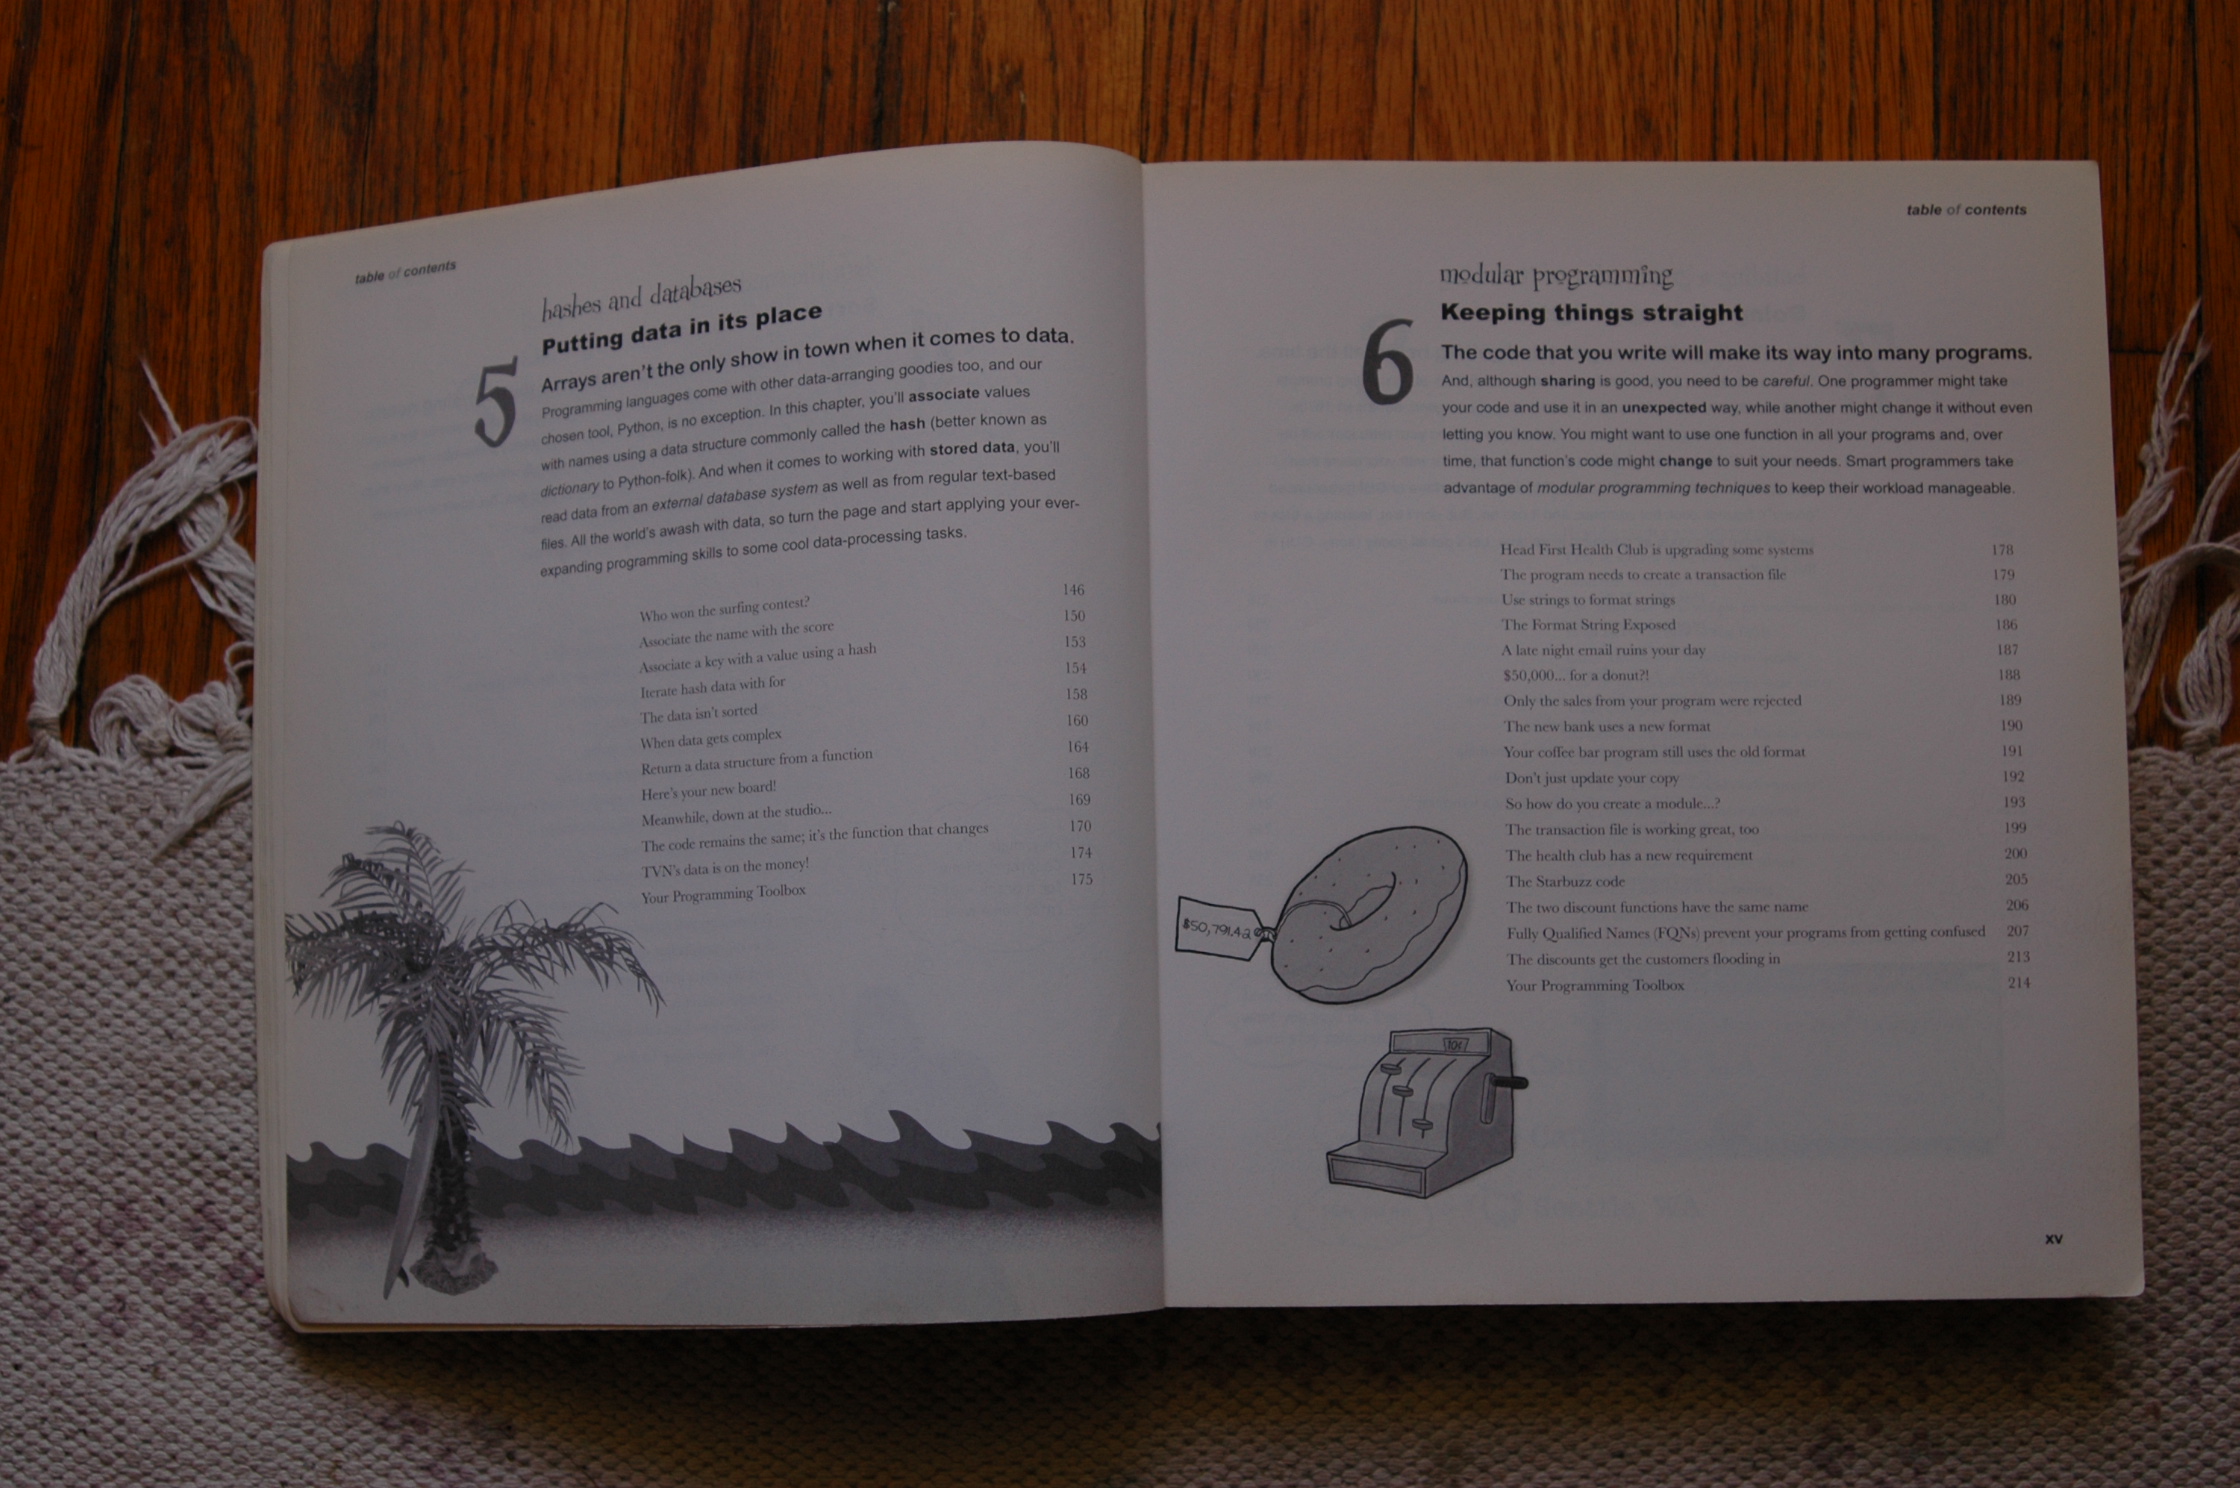 table of contents
hashes and databases
Putting data in its place
5
Arrays aren't the only show in town when it comes to data.
Programming languages come with other data-arranging goodies too, and our
chosen tool, Python, is no exception. In this chapter, you'll associate values
with names using a data structure commonly called the hash (better known as
dictionary to Python-folk). And when it comes to working with stored data, you'll
read data from an external database system as well as from regular text-based
files. All the world's awash with data, so turn the page and start applying your ever-
expanding programming skills to some cool data-processing tasks.
Who won the surfing contest? 146
Associate the name with the score 150
Associate a key with a value using a hash 153
Iterate hash data with for 154
The data isn't sorted 158
When data gets complex 160
Return a data structure from a function 164
Here's your new board! 168
Meanwhile, down at the studio... 169
The code remains the same; it's the function that changes 170
TVN's data is on the money! 174
Your Programming Toolbox 175
table of contents
modular programming
Keeping things straight
6
The code that you write will make its way into many programs.
And, although sharing is good, you need to be careful. One programmer might take
your code and use it in an unexpected way, while another might change it without even
letting you know. You might want to use one function in all your programs and, over
time, that function's code might change to suit your needs. Smart programmers take
advantage of modular programming techniques to keep their workload manageable.
Head First Health Club is upgrading some systems 178
The program needs to create a transaction file 179
Use strings to format strings 180
The Format String Exposed 186
A late night email ruins your day 187
$50,000... for a donut?! 188
Only the sales from your program were rejected 189
The new bank uses a new format 190
Your coffee bar program still uses the old format 191
Don't just update your copy 192
So how do you create a module...? 193
The transaction file is working great, too 199
The health club has a new requirement 200
The Starbuzz code 205
The two discount functions have the same name 206
Fully Qualified Names (FQNs) prevent your programs from getting confused 207
The discounts get the customers flooding in 213
Your Programming Toolbox 214
$50,791.42
10¢
xv